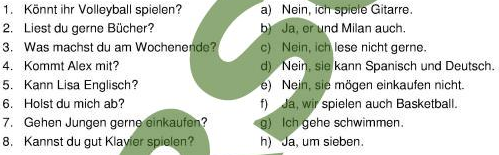 1. Könnt ihr Volleyball spielen? a) Nein, ich spiele Gitarre.
2. Liest du gerne Bücher? b) Ja, er und Milan auch.
3. Was machst du am Wochenende? c) Nein, ich lese nicht gerne.
4. Kommt Alex mit? d) Nein, sie kann Spanisch und Deutsch.
5. Kann Lisa Englisch? e) Nein, sie mögen einkaufen nicht.
6. Holst du mich ab? f) Ja, wir spielen auch Basketball.
7. Gehen Jungen gerne einkaufen? g) Ich gehe schwimmen.
8. Kannst du gut Klavier spielen? h) Ja, um sieben.